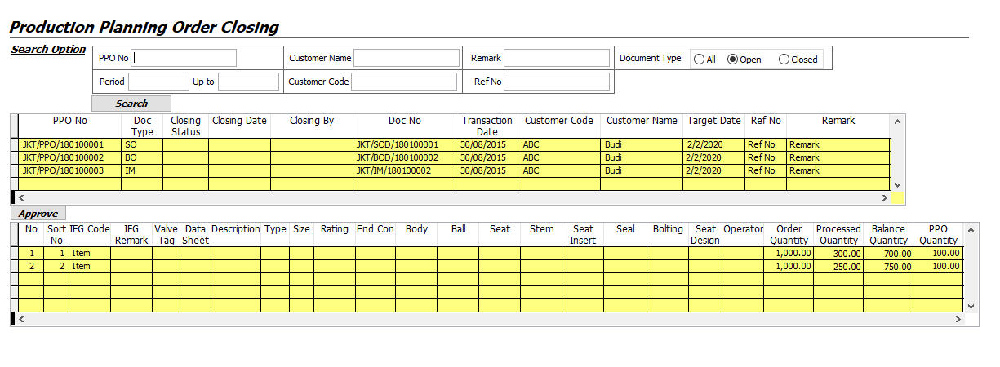 Production Planning Order Closing
Search Option
PPO No Customer Name Remark Document Type All Open Closed
Period Up to Customer Code Ref No
Search
PPO No Doc Type Closing Status Closing Date Closing By Doc No Transaction Date Customer Code Customer Name Target Date Ref No Remark
JKT/PPO/180100001 SO JKT/SOD/180100001 30/08/2015 ABC Budi 2/2/2020 Ref No Remark
JKT/PPO/180100002 BO JKT/BOD/180100002 30/08/2015 ABC Budi 2/2/2020 Ref No Remark
JKT/PPO/180100003 IM JKT/IM/180100002 30/08/2015 ABC Budi 2/2/2020 Ref No Remark
Approve
No Sort No IFG Code IFG Remark Valve Tag Data Sheet Description Type Size Rating End Con Body Ball Seat Stem Seat Insert Seal Bolting Seat Design Operator Order Quantity Processed Quantity Balance Quantity PPO Quantity
1 1 Item 1,000.00 300.00 700.00 100.00
2 2 Item 1,000.00 250.00 750.00 100.00